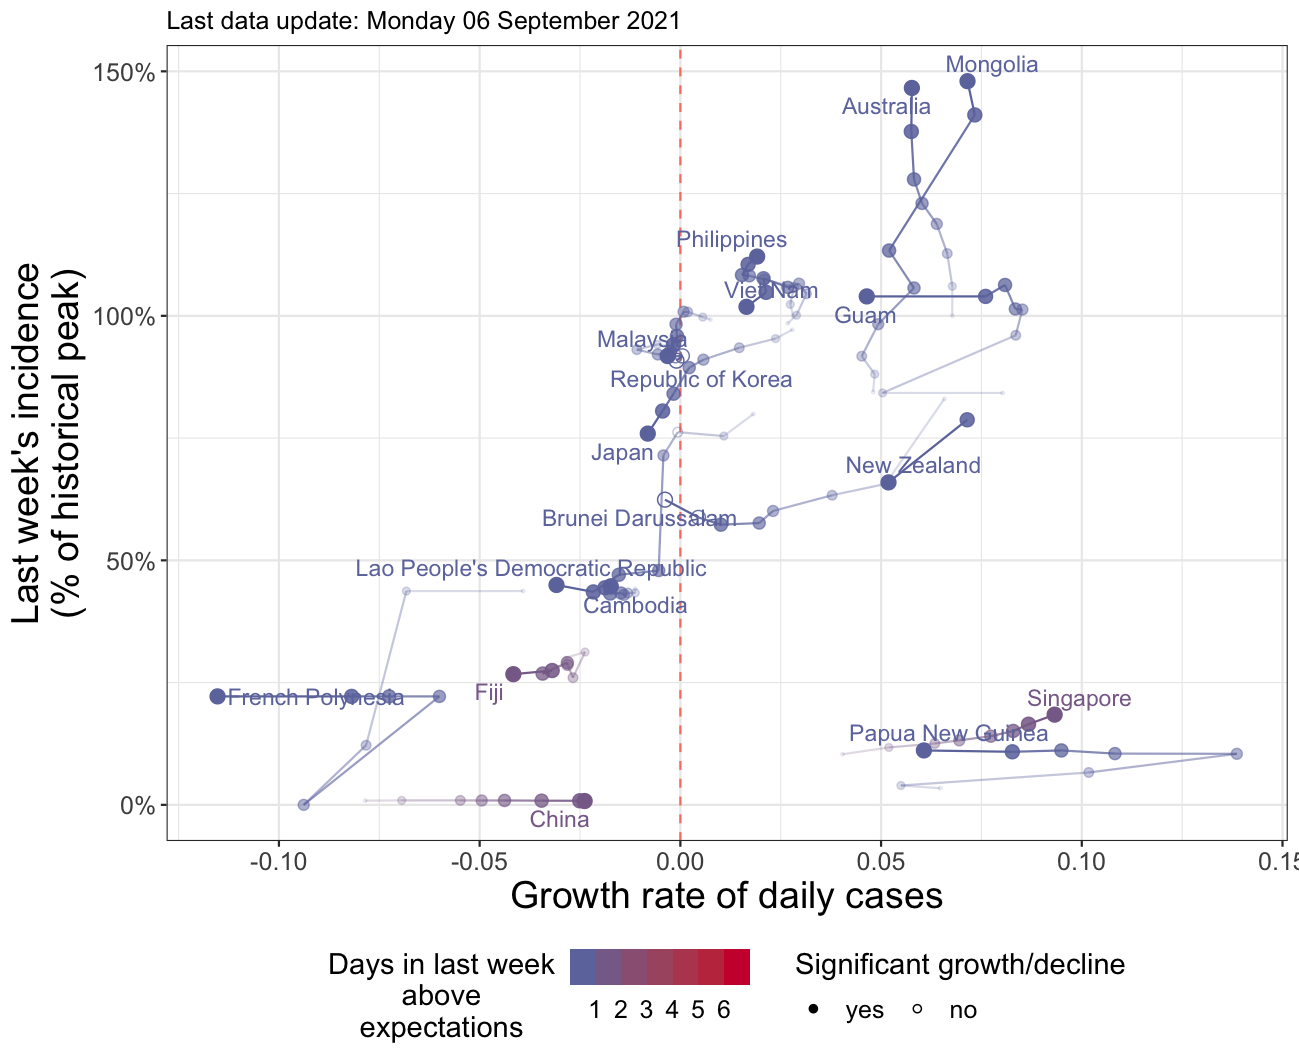 Last data update: Monday 06 September 2021
150%
100%
50%
0%
Last week's incidence
(% of historical peak)
Mongolia
Australia
Philippines
Viet Nam
Guam
Malaysia
Republic of Korea
Japan
New Zealand
Brunei Darussalam
Lao People's Democratic Republic
Cambodia
Fiji
French Polynesia
Singapore
Papua New Guinea
China
-0.10
-0.05
0.00
0.05
0.10
0.15
Growth rate of daily cases
Days in last week
above
expectations
1 2 3 4 5 6
Significant growth/decline
yes no